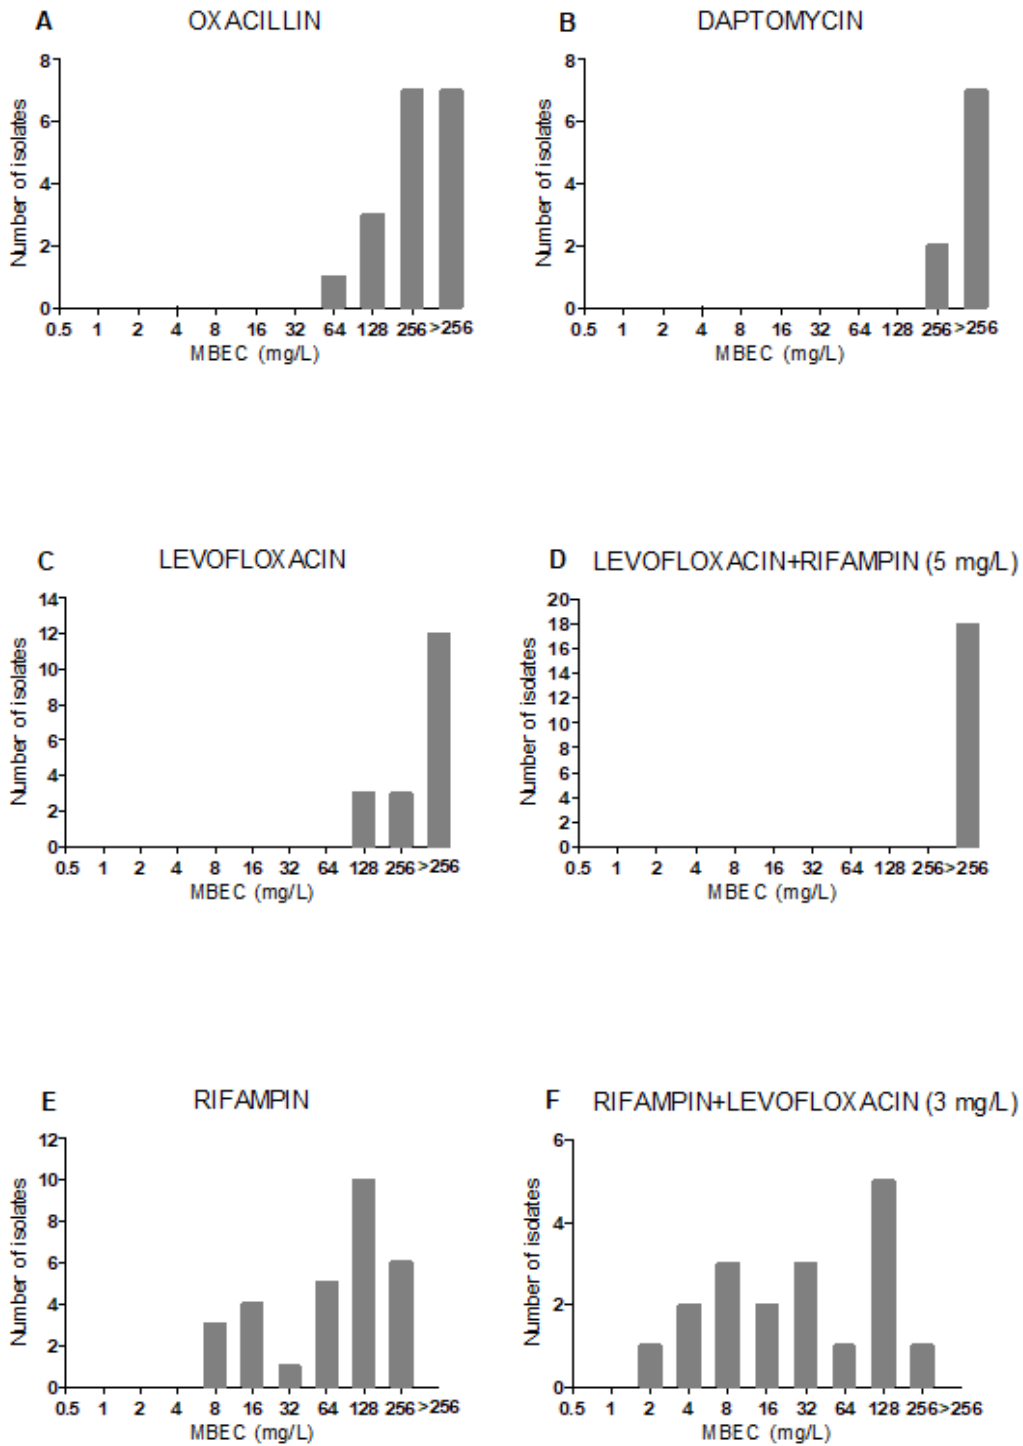 A OXACILLIN
Number of isolates
8
6
4
2
0
0.5 1 2 4 8 16 32 64 128 256 >256
MBEC (mg/L)
B DAPTOMYCIN
Number of isolates
8
6
4
2
0
0.5 1 2 4 8 16 32 64 128 256 >256
MBEC (mg/L)
C LEVOFLOXACIN
Number of isolates
14
12
10
8
6
4
2
0
0.5 1 2 4 8 16 32 64 128 256 >256
MBEC (mg/L)
D LEVOFLOXACIN+RIFAMPIN (5 mg/L)
Number of isolates
20
18
16
14
12
10
8
6
4
2
0
0.5 1 2 4 8 16 32 64 128 256 >256
MBEC (mg/L)
E RIFAMPIN
Number of isolates
12
10
8
6
4
2
0
0.5 1 2 4 8 16 32 64 128 256 >256
MBEC (mg/L)
F RIFAMPIN+LEVOFLOXACIN (3 mg/L)
Number of isolates
6
4
2
0
0.5 1 2 4 8 16 32 64 128 256 >256
MBEC (mg/L)